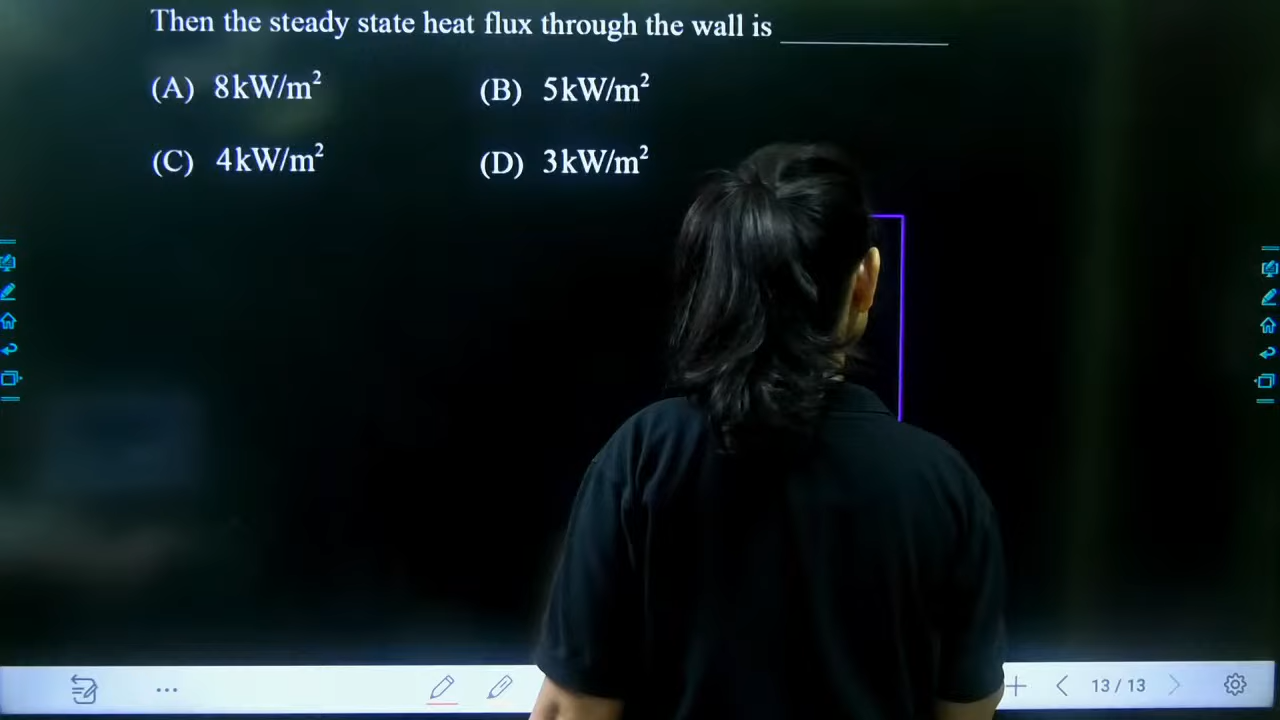 Then the steady state heat flux through the wall is ________
(A) 8kW/m² (B) 5kW/m²
(C) 4kW/m² (D) 3kW/m²
13 / 13